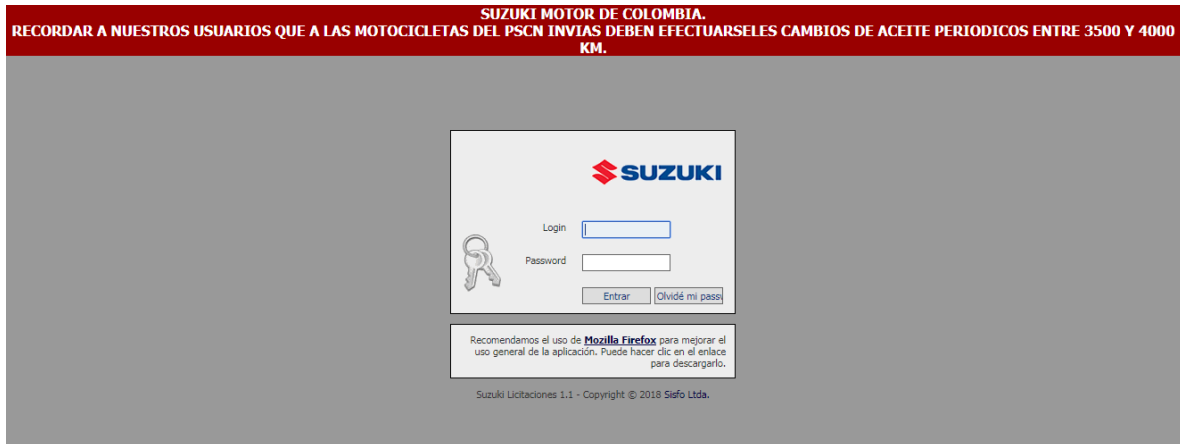 SUZUKI MOTOR DE COLOMBIA.
RECORDAR A NUESTROS USUARIOS QUE A LAS MOTOCICLETAS DEL PSCN INVIAS DEBEN EFECTUARSELES CAMBIOS DE ACEITE PERIODICOS ENTRE 3500 Y 4000
KM.
SUZUKI
Login
Password
Entrar Olvidé mi passw
Recomendamos el uso de Mozilla Firefox para mejorar el
uso general de la aplicación. Puede hacer clic en el enlace
para descargarlo.
Suzuki Licitaciones 1.1 - Copyright © 2018 Sisfo Ltda.